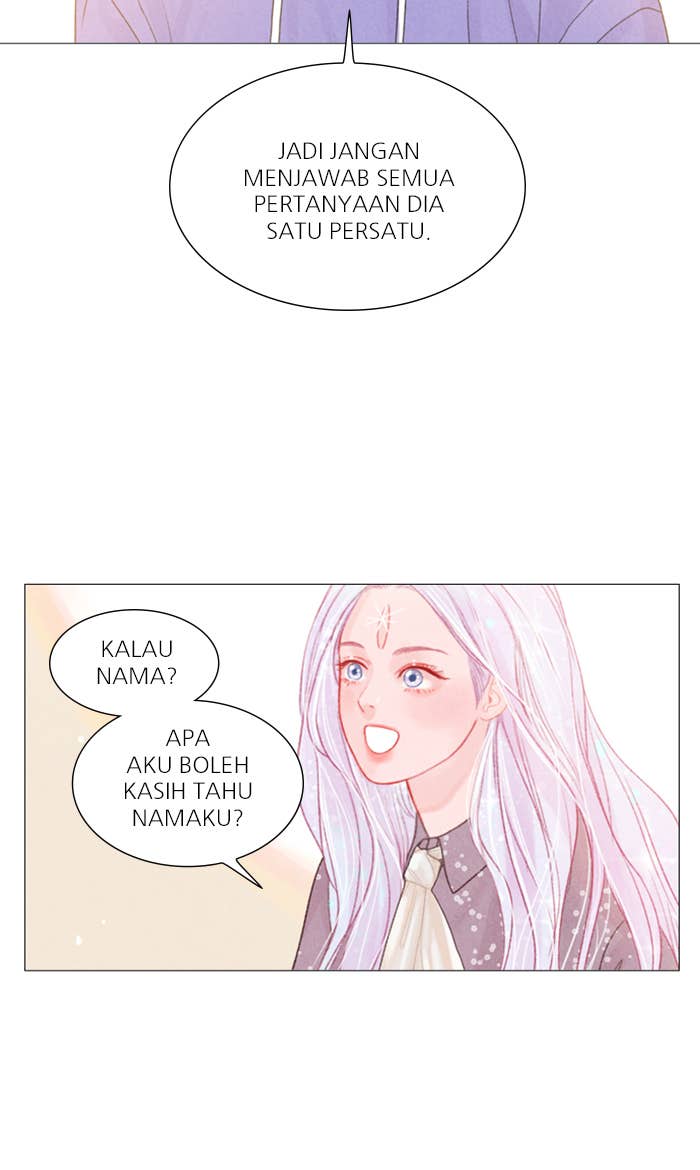 JADI JANGAN
MENJAWAB SEMUA
PERTANYAAN DIA
SATU PERSATU.
KALAU
NAMA?
APA
AKU BOLEH
KASIH TAHU
NAMAKU?